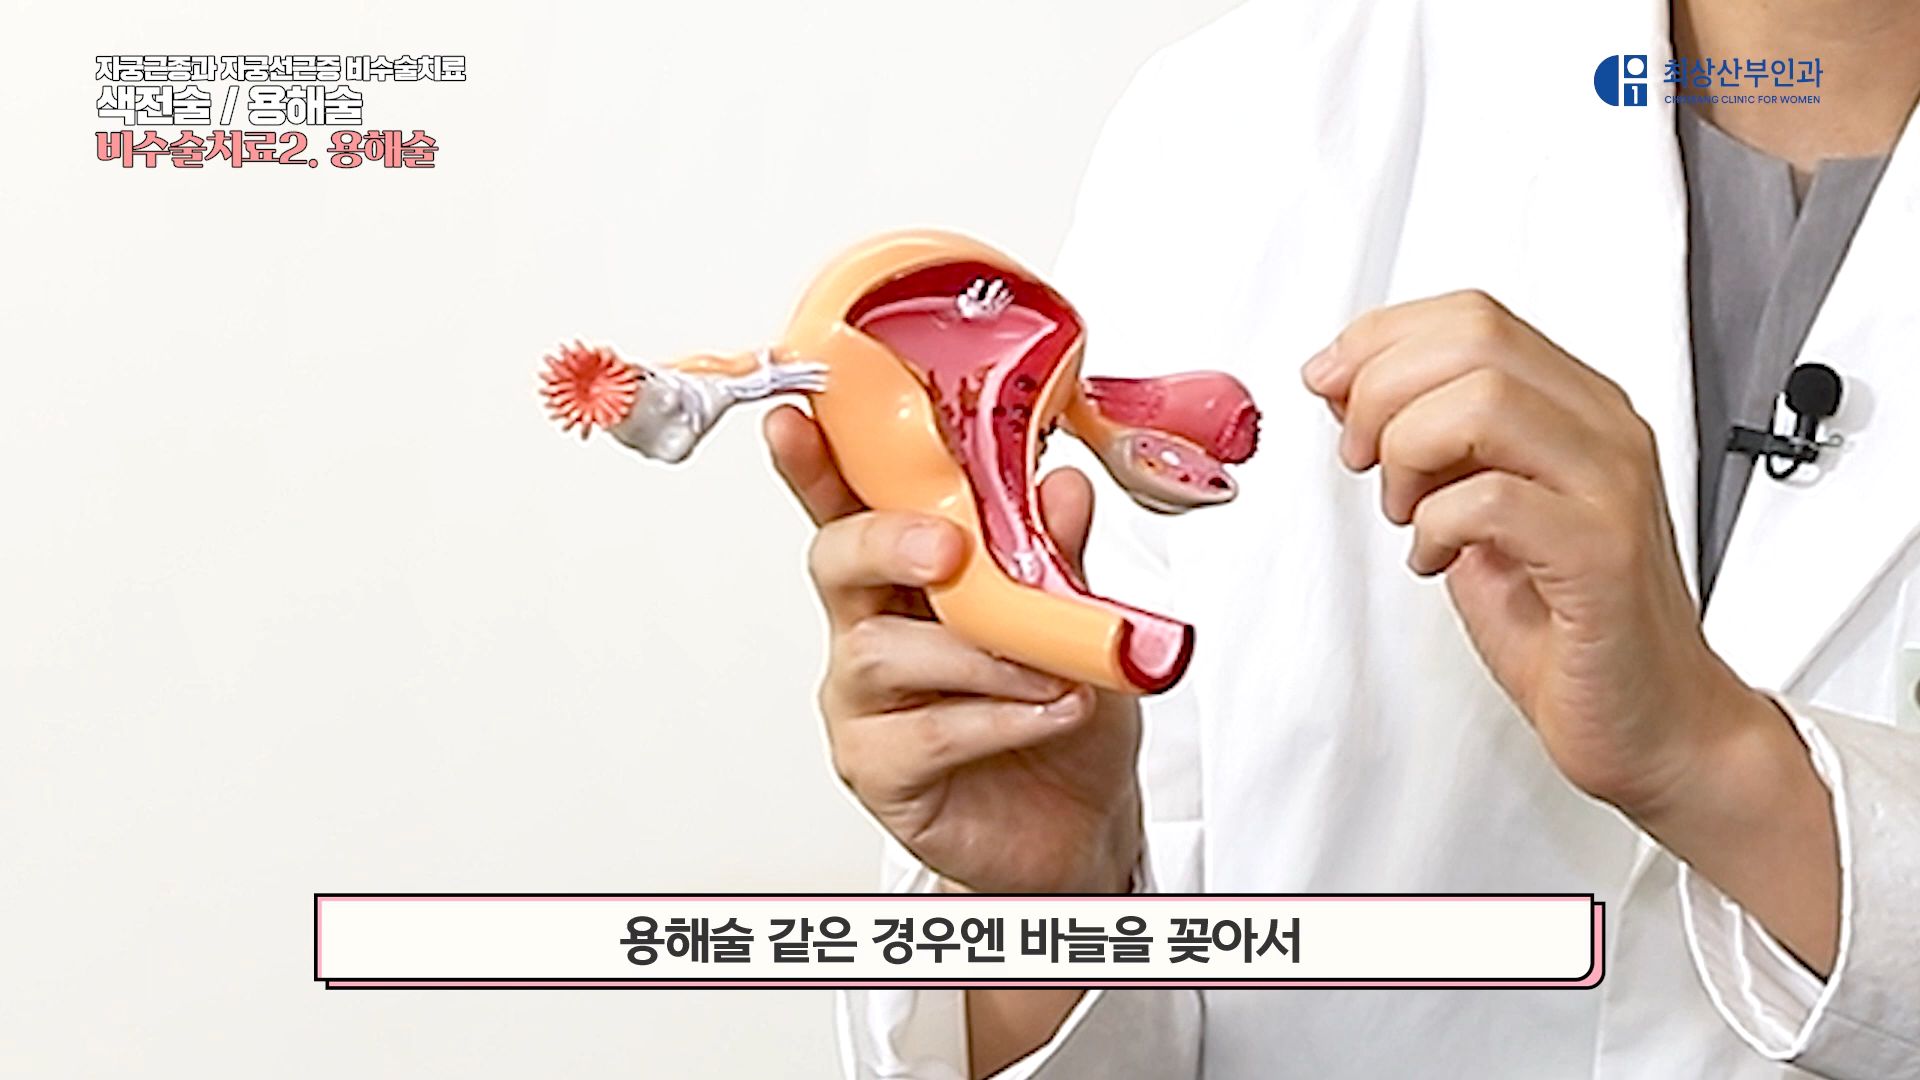 자궁근종과 자궁선근증 비수술치료
색전술 / 용해술
비수술치료2. 용해술
최상산부인과
CHOISANG CLINIC FOR WOMEN
용해술 같은 경우엔 바늘을 꽂아서